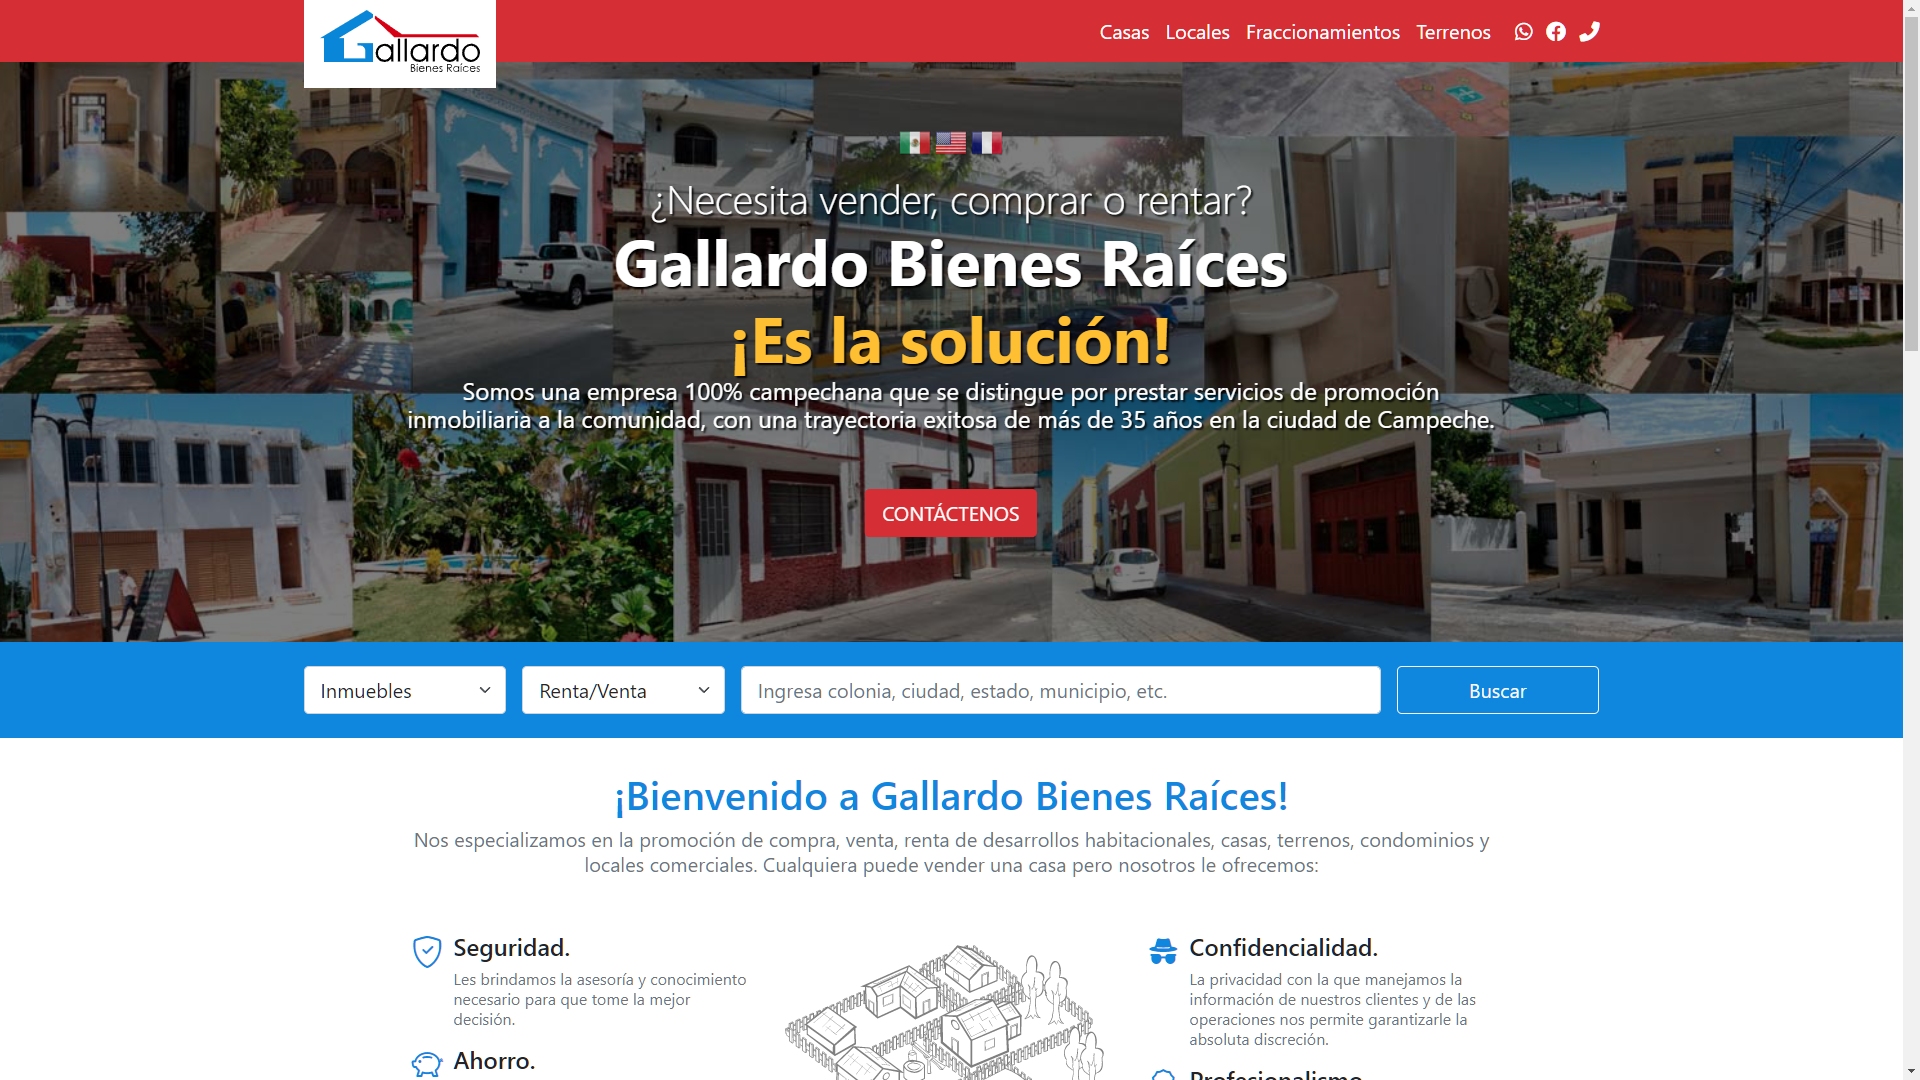 Gallardo
Bienes Raíces
Casas
Locales
Fraccionamientos
Terrenos
¿Necesita vender, comprar o rentar?
Gallardo Bienes Raíces
¡Es la solución!
Somos una empresa 100% campechana que se distingue por prestar servicios de promoción
inmobiliaria a la comunidad, con una trayectoria exitosa de más de 35 años en la ciudad de Campeche.
CONTÁCTENOS
Inmuebles
Renta/Venta
Ingresa colonia, ciudad, estado, municipio, etc.
Buscar
¡Bienvenido a Gallardo Bienes Raíces!
Nos especializamos en la promoción de compra, venta, renta de desarrollos habitacionales, casas, terrenos, condominios y
locales comerciales. Cualquiera puede vender una casa pero nosotros le ofrecemos:
Seguridad.
Les brindamos la asesoría y conocimiento
necesario para que tome la mejor
decisión.
Ahorro.
Confidencialidad.
La privacidad con la que manejamos la
información de nuestros clientes y de las
operaciones nos permite garantizarle la
absoluta discreción.
Profesionalismo.